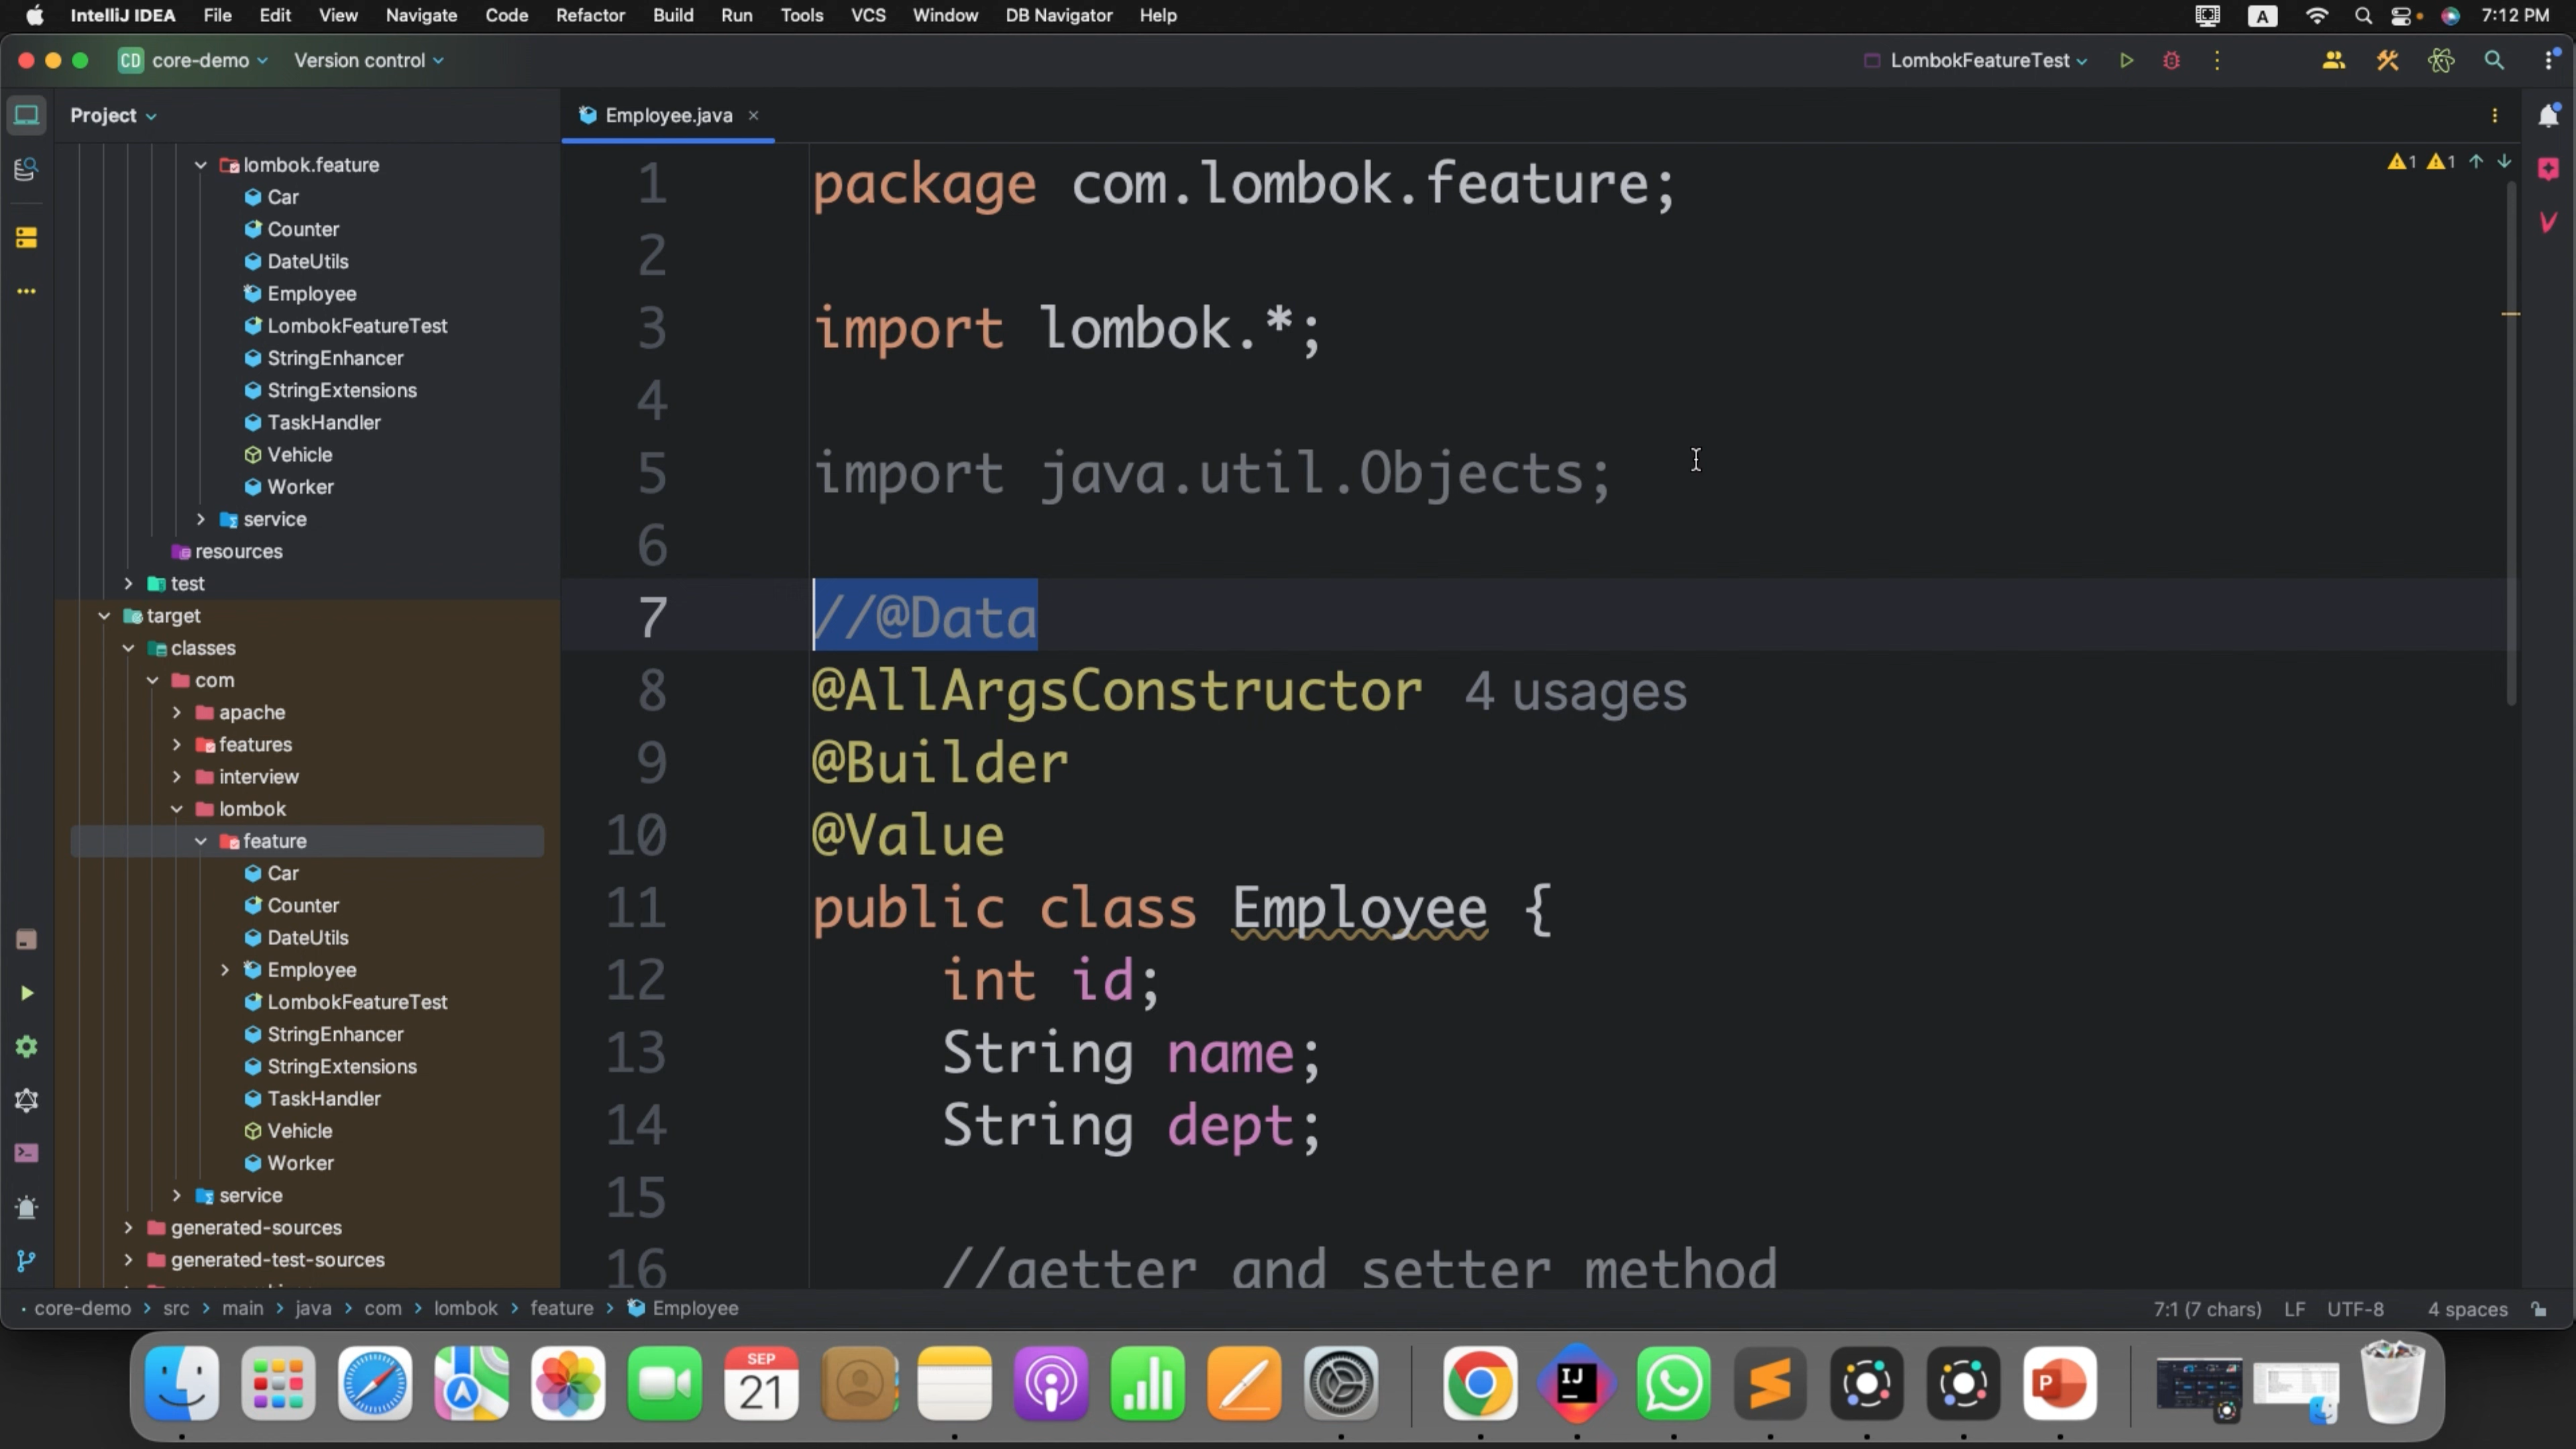 IntelliJ IDEA File Edit View Navigate Code Refactor Build Run Tools VCS Window DB Navigator Help A 7:12 PM
CD core-demo Version control LombokFeatureTest
Project
lombok.feature
Car
Counter
DateUtils
Employee
LombokFeatureTest
StringEnhancer
StringExtensions
TaskHandler
Vehicle
Worker
service
resources
test
target
classes
com
apache
features
interview
lombok
feature
Car
Counter
DateUtils
Employee
LombokFeatureTest
StringEnhancer
StringExtensions
TaskHandler
Vehicle
Worker
service
generated-sources
generated-test-sources
Employee.java
1 1
1 package com.lombok.feature;
2
3 import lombok.*;
4
5 import java.util.Objects;
6
7 //@Data
8 @AllArgsConstructor 4 usages
9 @Builder
10 @Value
11 public class Employee {
12 int id;
13 String name;
14 String dept;
15
16 //getter and setter method
core-demo > src > main > java > com > lombok > feature > Employee 7:1 (7 chars) LF UTF-8 4 spaces
SEP
21
IJ
P